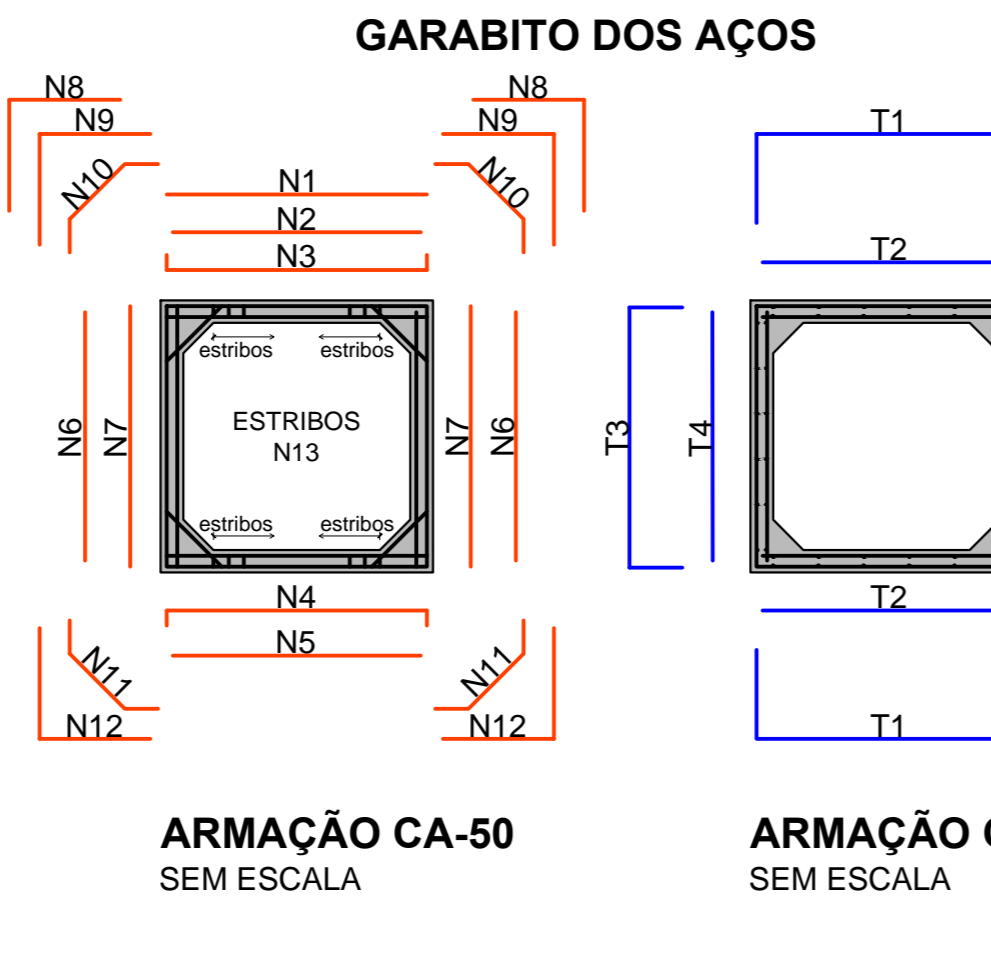 GARABITO DOS AÇOS
N8
N8
N9
N9
N10
N10
N1
N2
N3
estribos
estribos
N6
N7
ESTRIBOS
N13
N7
N6
estribos
estribos
N4
N5
N11
N11
N12
N12
ARMAÇÃO CA-50
SEM ESCALA
T1
T2
T3
T4
T2
T1
ARMAÇÃO
SEM ESCALA